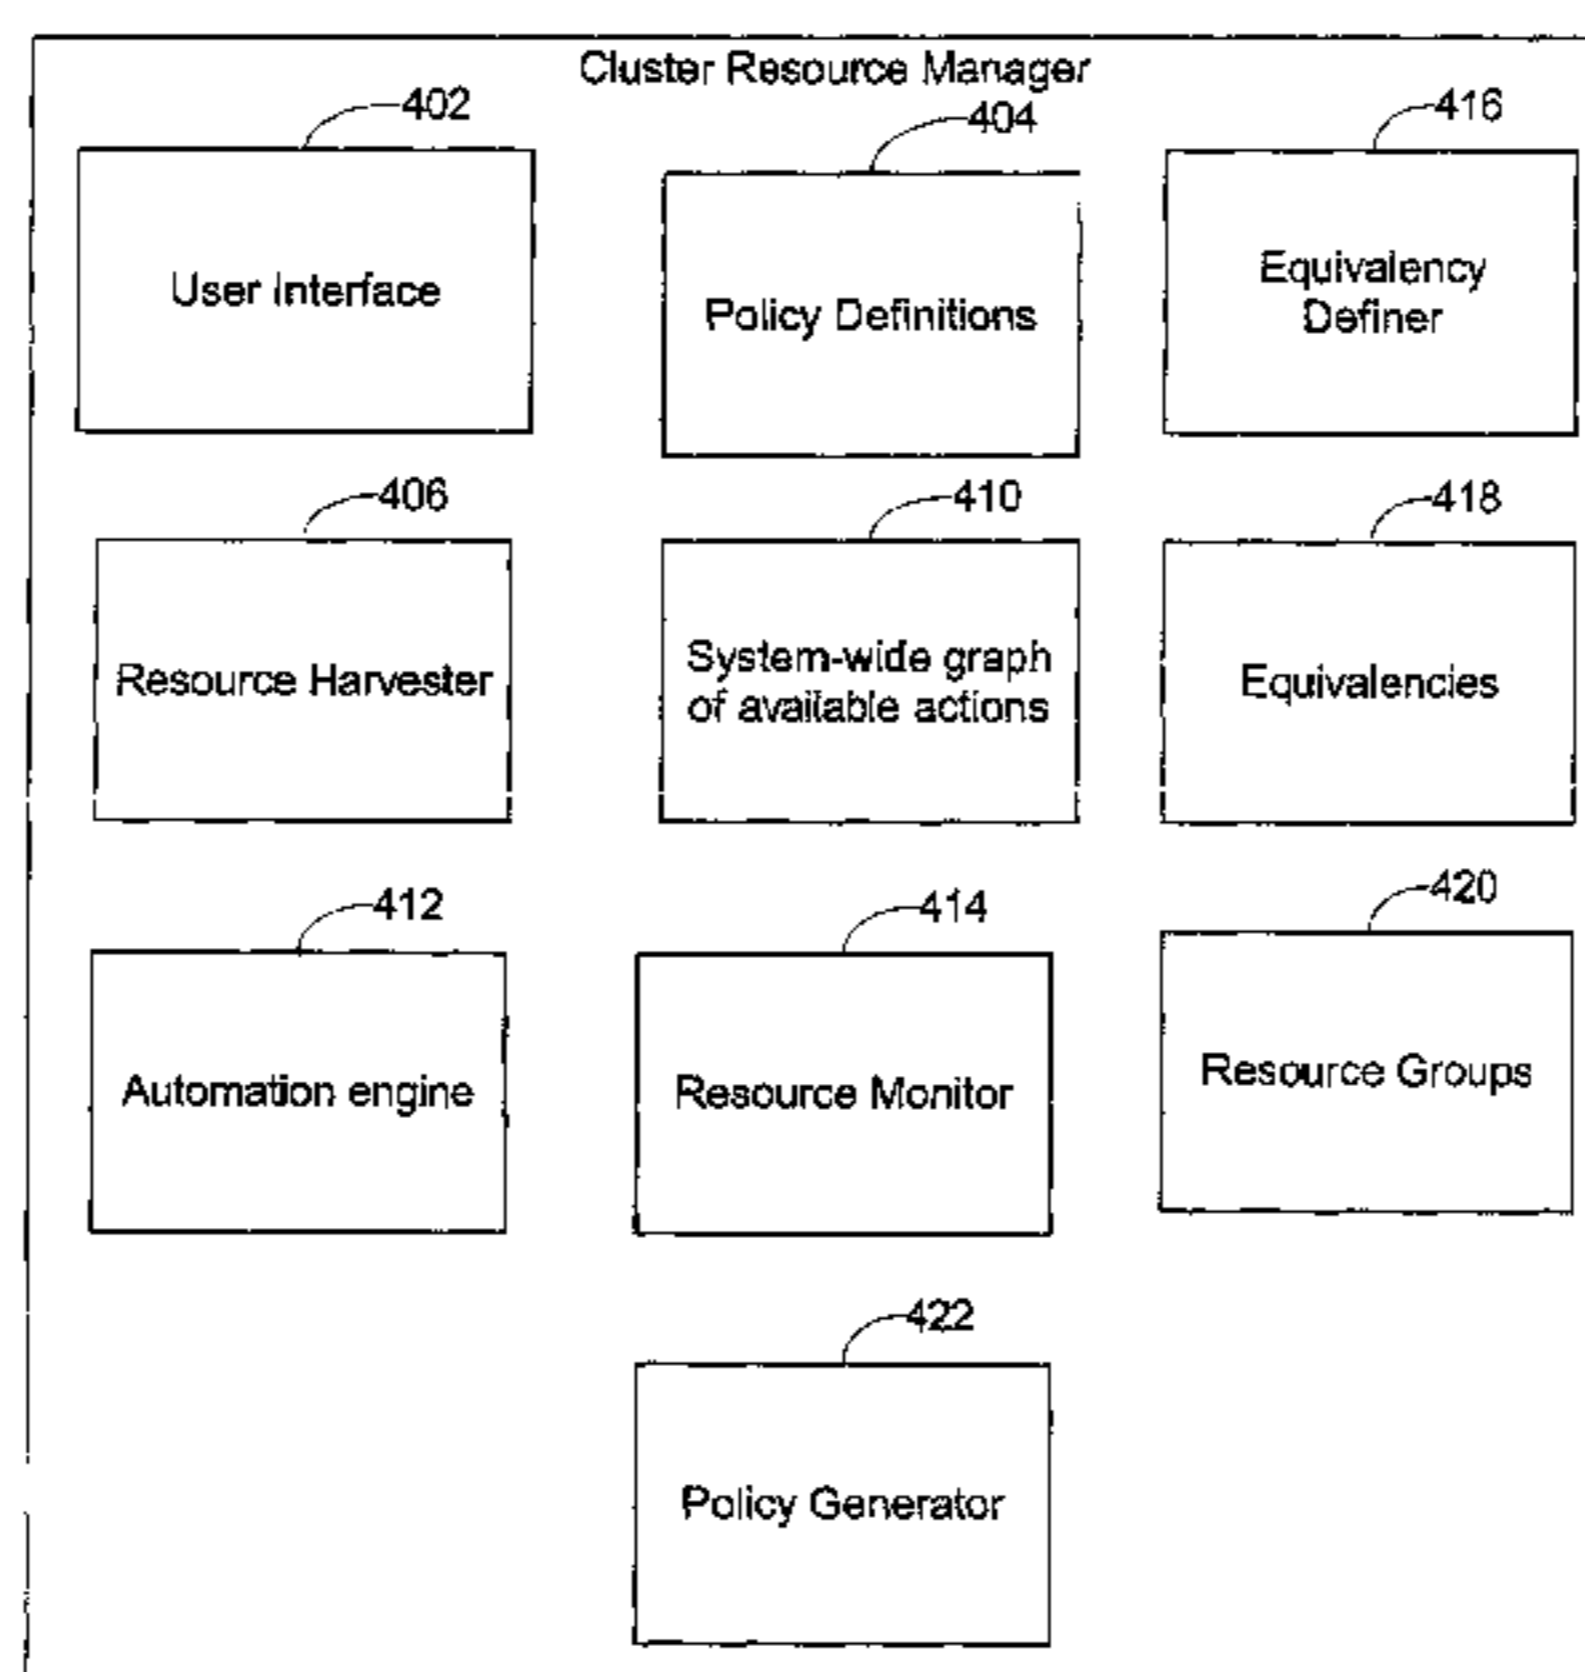 Cluster Resource Manager
402
404
416
User Interface
Policy Definitions
Equivalency
Definer
406
410
418
Resource Harvester
System-wide graph
of available actions
Equivalencies
412
414
420
Automation engine
Resource Monitor
Resource Groups
422
Policy Generator